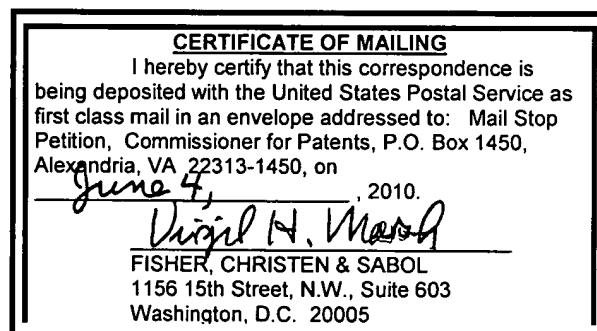 CERTIFICATE OF MAILING
I hereby certify that this correspondence is
being deposited with the United States Postal Service as
first class mail in an envelope addressed to: Mail Stop
Petition, Commissioner for Patents, P.O. Box 1450,
Alexandria, VA 22313-1450, on
June 4, , 2010.
Virgil H. Marsh
FISHER, CHRISTEN & SABOL
1156 15th Street, N.W., Suite 603
Washington, D.C. 20005